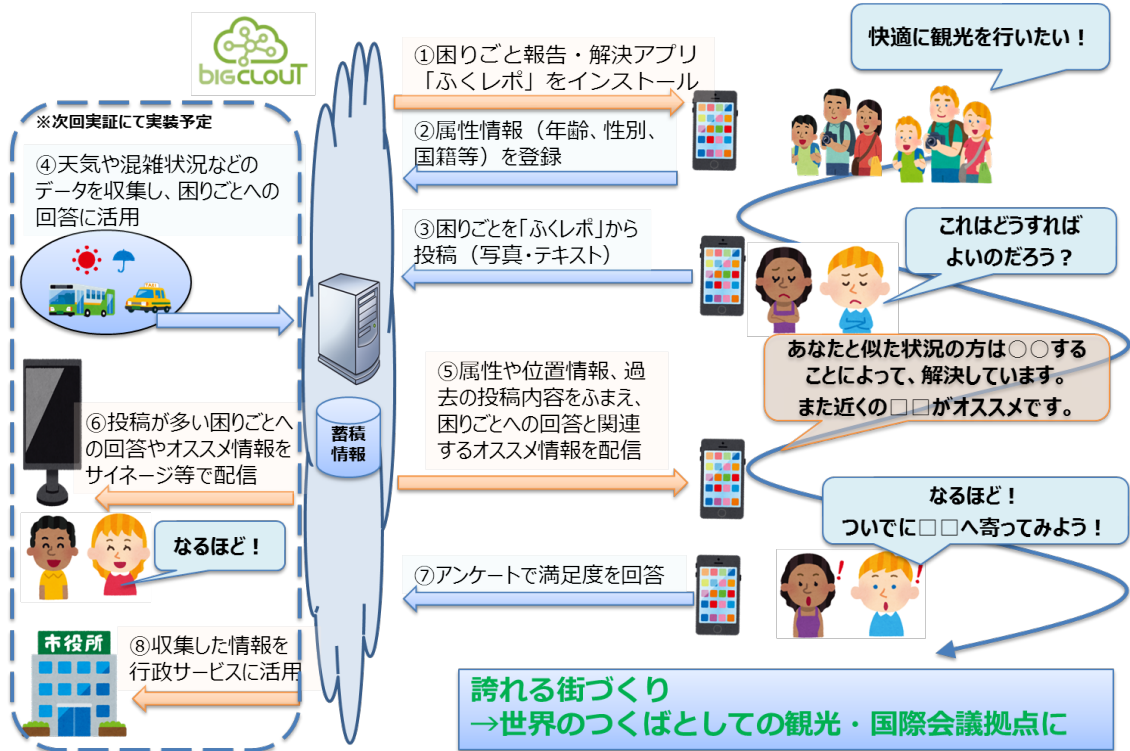 bigCLOUT
※次回実証にて実装予定
④天気や混雑状況などの
データを収集し、困りごとへの
回答に活用
TAXI
①困りごと報告・解決アプリ
「ふくレポ」をインストール
快適に観光を行いたい！
②属性情報（年齢、性別、
国籍等）を登録
③困りごとを「ふくレポ」から
投稿（写真・テキスト）
これはどうすれば
よいのだろう？
あなたと似た状況の方は○○する
ことによって、解決しています。
また近くの□□がオススメです。
⑤属性や位置情報、過
去の投稿内容をふまえ、
困りごとへの回答と関連
するオススメ情報を配信
蓄積
情報
⑥投稿が多い困りごとへ
の回答やオススメ情報を
サイネージ等で配信
なるほど！
なるほど！
ついでに□□へ寄ってみよう！
⑦アンケートで満足度を回答
市役所
⑧収集した情報を
行政サービスに活用
誇れる街づくり
→世界のつくばとしての観光・国際会議拠点に